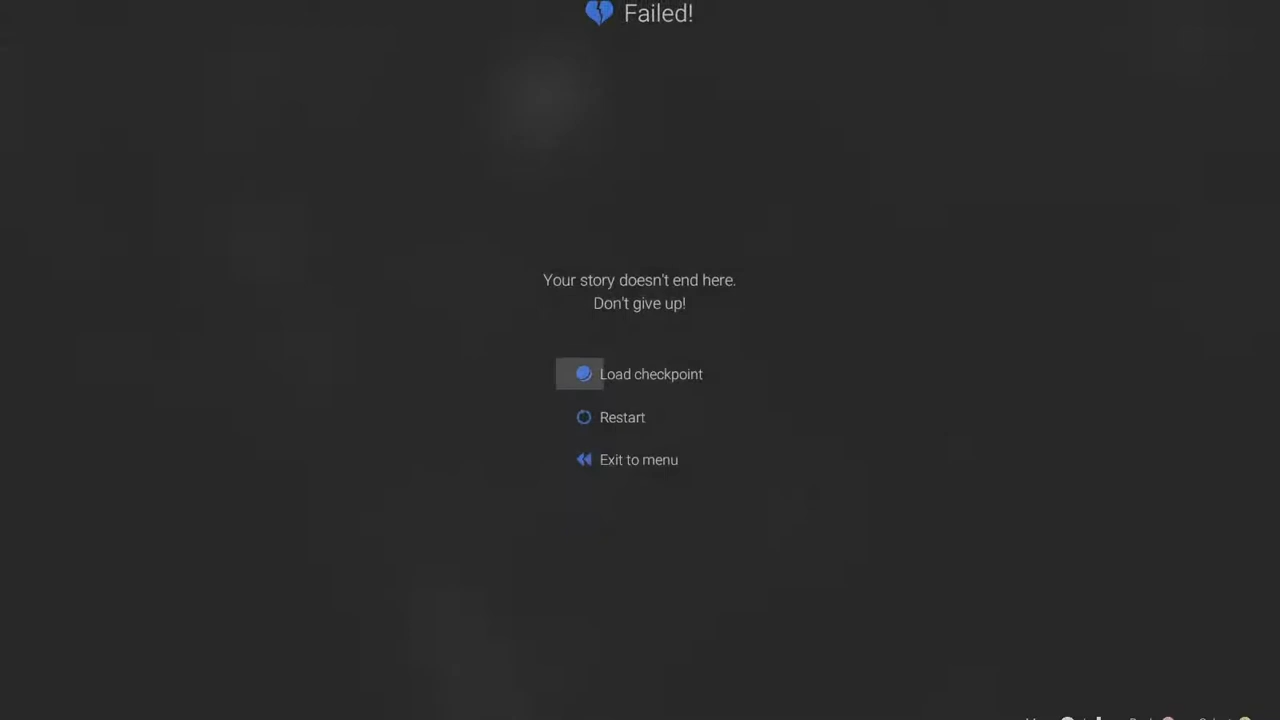 Failed!
Your story doesn't end here.
Don't give up!
Load checkpoint
Restart
Exit to menu